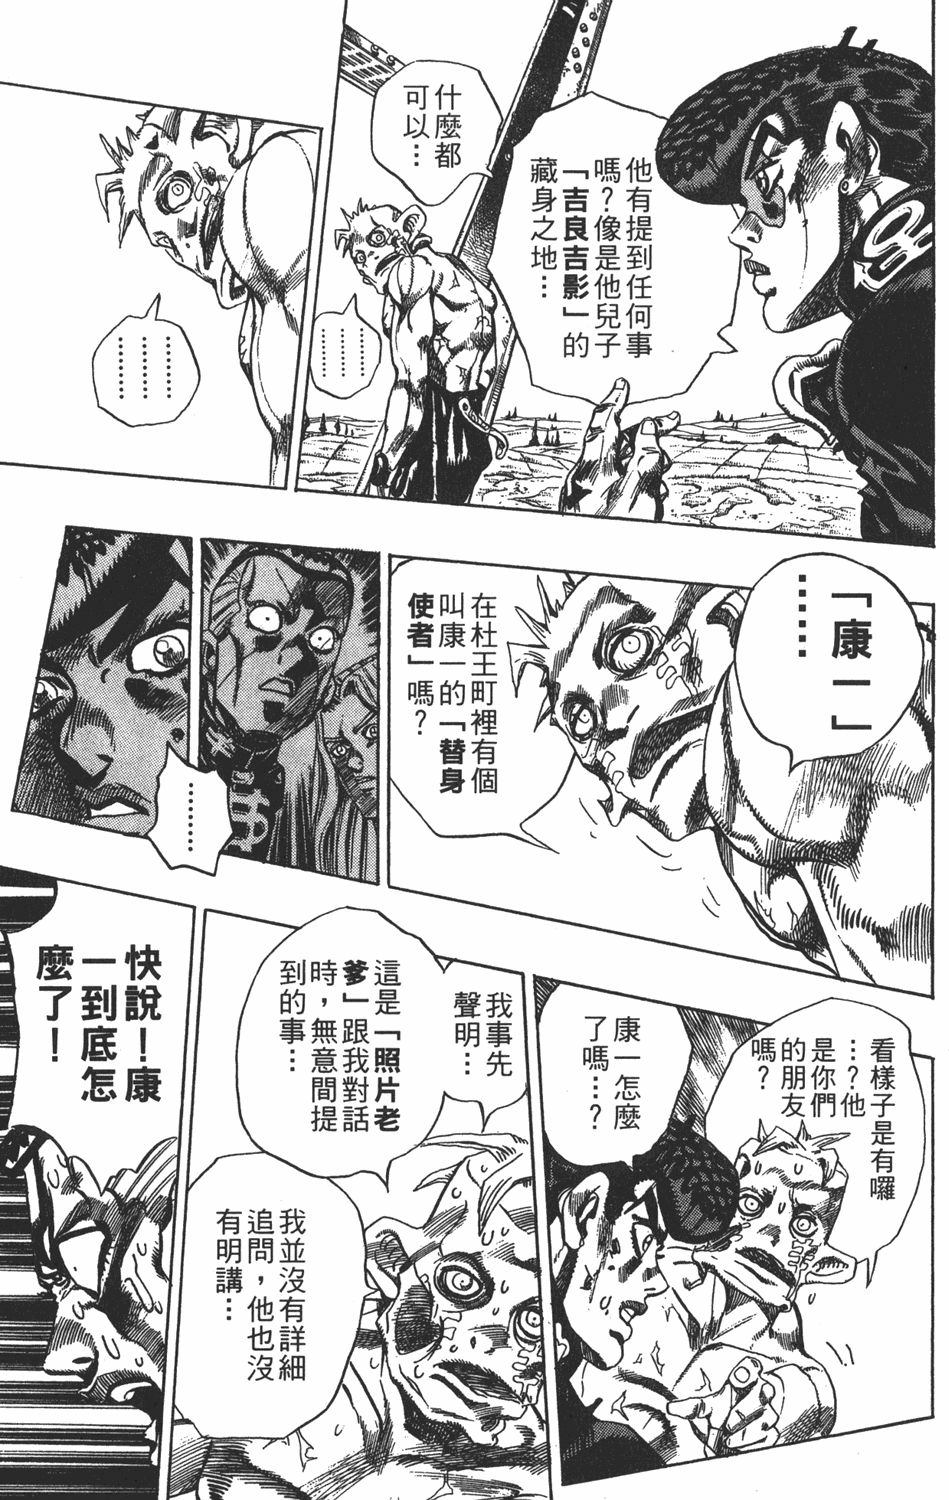 他有提到任何事
嗎？像是他兒子
「吉良吉影」的
藏身之地…
什麼都
可以…
………
………
………
………
「康一」
……
在杜王町裡有個
叫康一的「替身
使者」嗎？
……
看樣子是有囉
…？他
是你們
的朋友
嗎？
康一怎麼
了嗎…？
我事先
聲明…
這是「照片老
爹」跟我對話
時，無意間提
到的事…
我並沒有詳細
追問，他也沒
有明講…
快說！康
一到底怎
麼了！